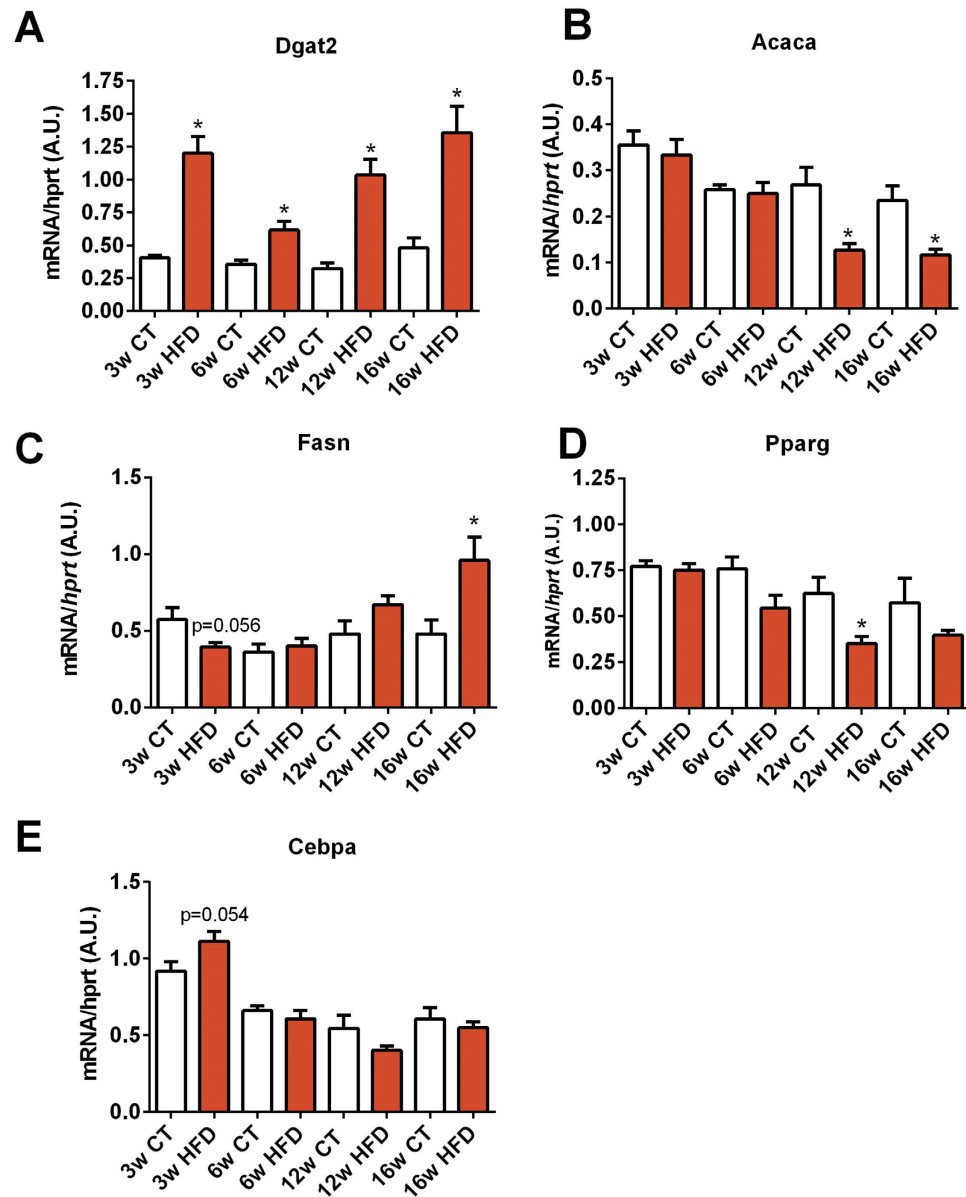 A
Dgat2
mRNA/hprt (A.U.)
1.75
1.50
1.25
1.00
0.75
0.50
0.25
0.00
*
*
*
*
3w CT
3w HFD
6w CT
6w HFD
12w CT
12w HFD
16w CT
16w HFD
B
Acaca
mRNA/hprt (A.U.)
0.5
0.4
0.3
0.2
0.1
0.0
*
*
3w CT
3w HFD
6w CT
6w HFD
12w CT
12w HFD
16w CT
16w HFD
C
Fasn
mRNA/hprt (A.U.)
1.5
1.0
0.5
0.0
p=0.056
*
3w CT
3w HFD
6w CT
6w HFD
12w CT
12w HFD
16w CT
16w HFD
D
Pparg
mRNA/hprt (A.U.)
1.25
1.00
0.75
0.50
0.25
0.00
*
3w CT
3w HFD
6w CT
6w HFD
12w CT
12w HFD
16w CT
16w HFD
E
Cebpa
mRNA/hprt (A.U.)
1.5
1.0
0.5
0.0
p=0.054
3w CT
3w HFD
6w CT
6w HFD
12w CT
12w HFD
16w CT
16w HFD